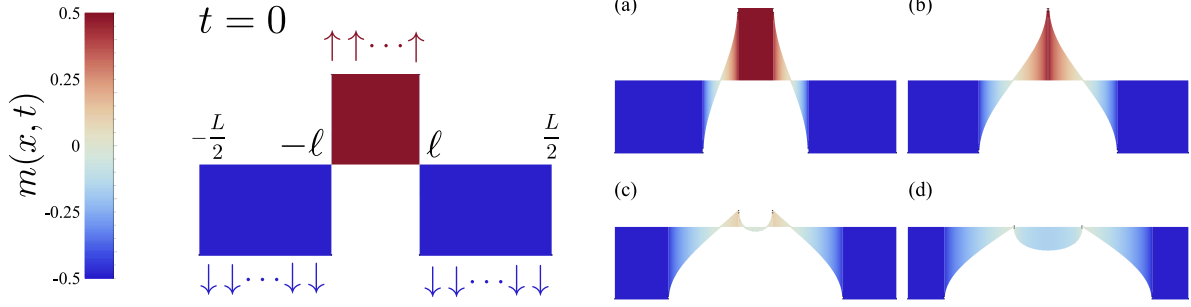 m(x, t)
0.5
0.25
0
-0.25
-0.5
t = 0
↑ ↑ ··· ↑
-L/2
-ℓ
ℓ
L/2
↓ ↓ ··· ↓ ↓
↓ ↓ ··· ↓ ↓
(a)
(b)
(c)
(d)